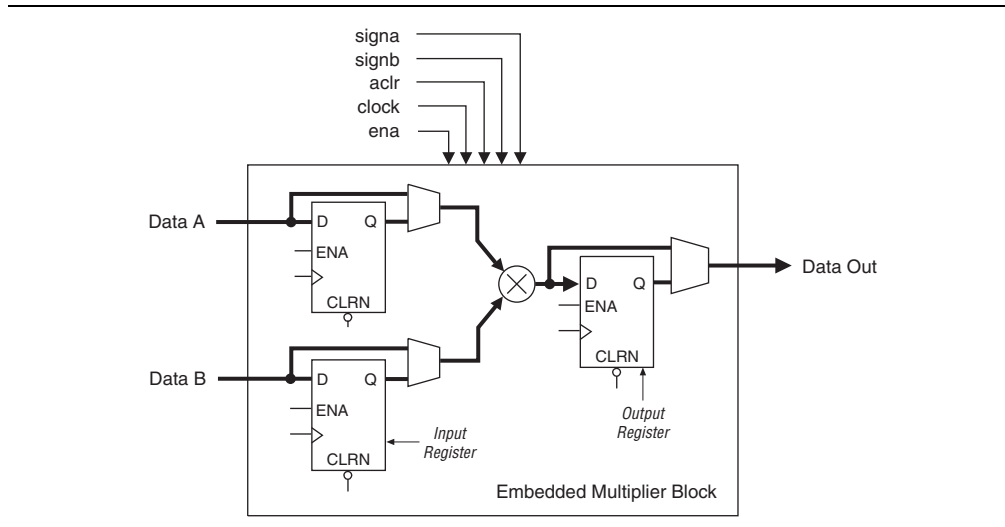 signa
signb
aclr
clock
ena
Data A
D Q
ENA
CLRN
Data Out
D Q
ENA
CLRN
Output
Register
Data B
D Q
ENA
CLRN
Input
Register
Embedded Multiplier Block